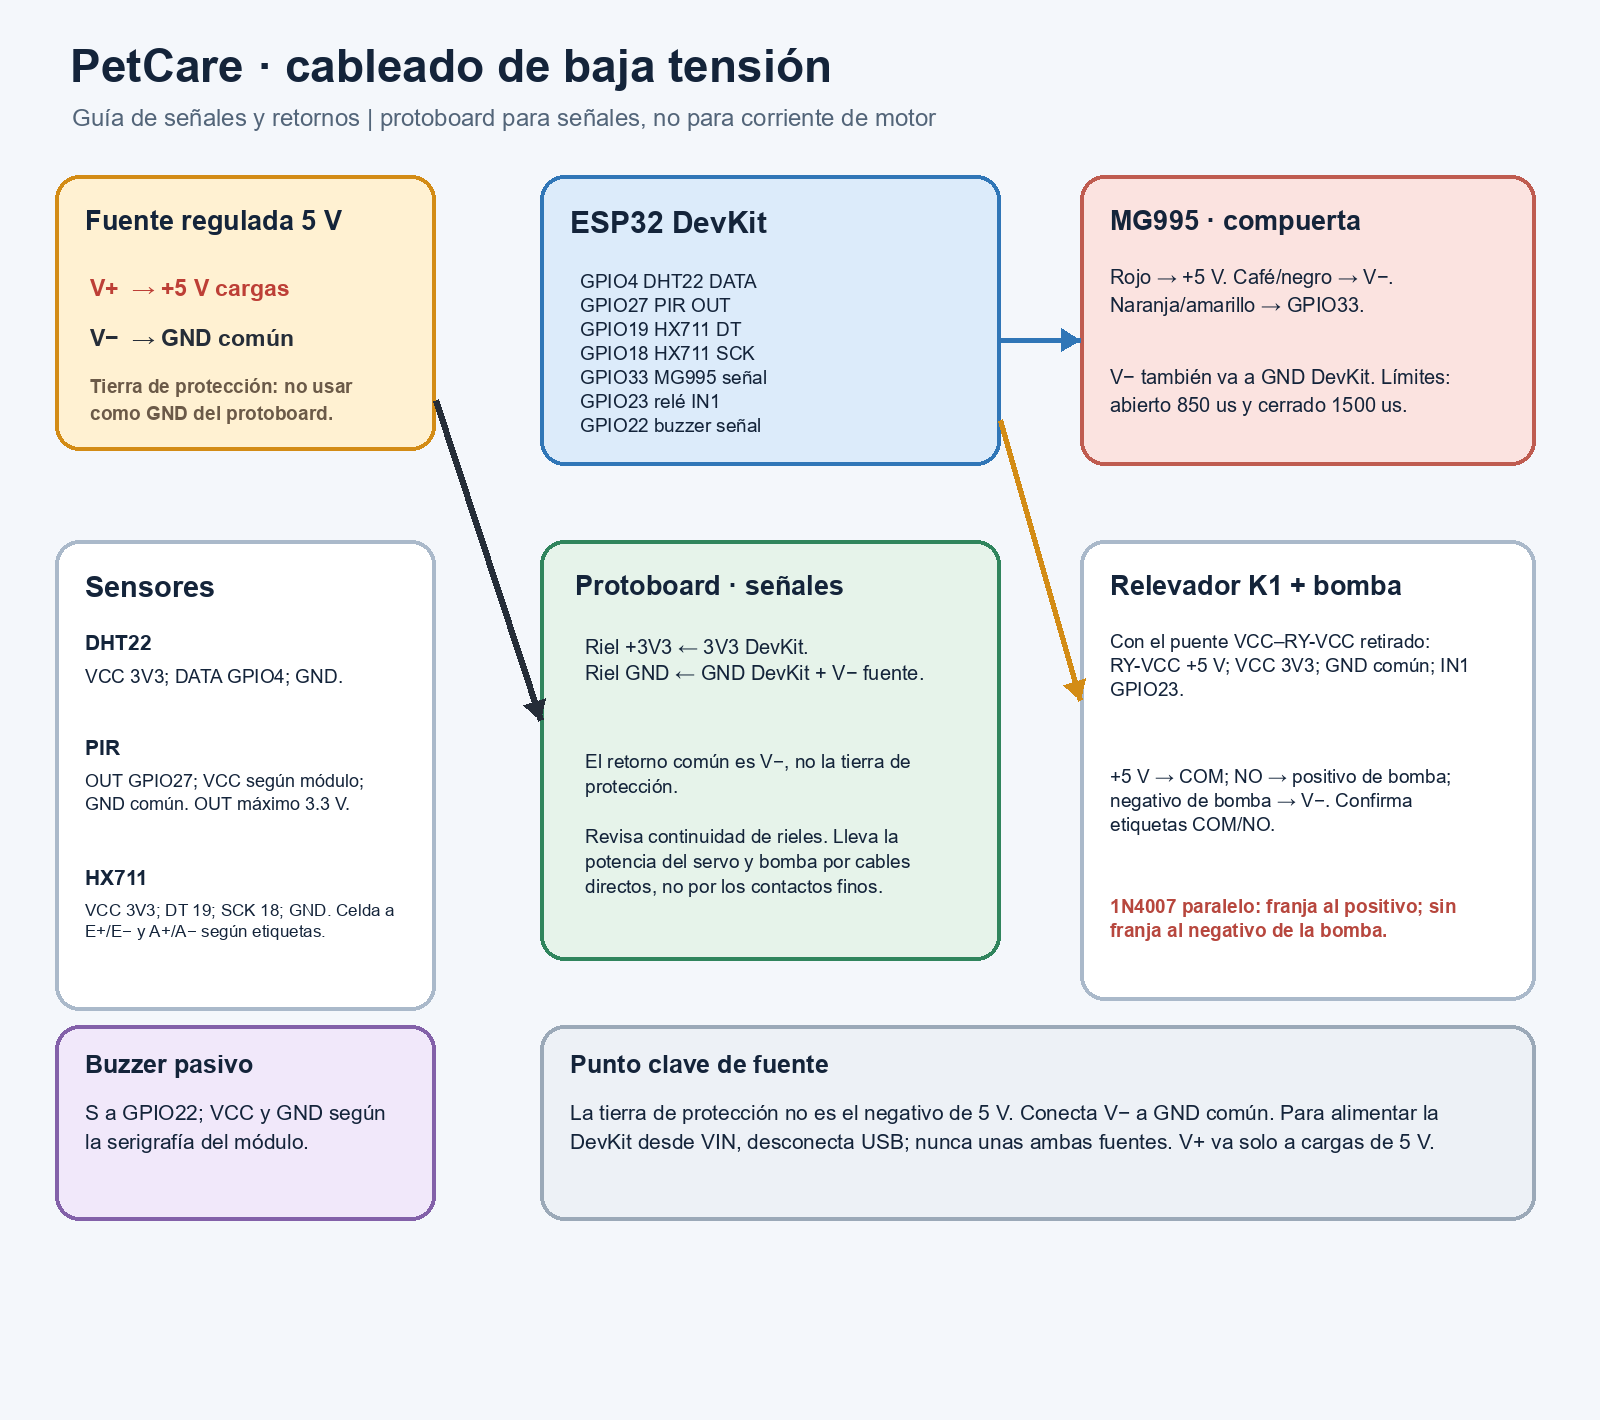 PetCare · cableado de baja tensión
Guía de señales y retornos | protoboard para señales, no para corriente de motor
Fuente regulada 5 V
V+ → +5 V cargas
V− → GND común
Tierra de protección: no usar
como GND del protoboard.
ESP32 DevKit
GPIO4 DHT22 DATA
GPIO27 PIR OUT
GPIO19 HX711 DT
GPIO18 HX711 SCK
GPIO33 MG995 señal
GPIO23 relé IN1
GPIO22 buzzer señal
MG995 · compuerta
Rojo → +5 V. Café/negro → V−.
Naranja/amarillo → GPIO33.
V− también va a GND DevKit. Límites:
abierto 850 us y cerrado 1500 us.
Sensores
DHT22
VCC 3V3; DATA GPIO4; GND.
PIR
OUT GPIO27; VCC según módulo;
GND común. OUT máximo 3.3 V.
HX711
VCC 3V3; DT 19; SCK 18; GND. Celda a
E+/E− y A+/A− según etiquetas.
Protoboard · señales
Riel +3V3 ← 3V3 DevKit.
Riel GND ← GND DevKit + V− fuente.
El retorno común es V−, no la tierra de
protección.
Revisa continuidad de rieles. Lleva la
potencia del servo y bomba por cables
directos, no por los contactos finos.
Relevador K1 + bomba
Con el puente VCC–RY-VCC retirado:
RY-VCC +5 V; VCC 3V3; GND común; IN1
GPIO23.
+5 V → COM; NO → positivo de bomba;
negativo de bomba → V−. Confirma
etiquetas COM/NO.
1N4007 paralelo: franja al positivo; sin
franja al negativo de la bomba.
Buzzer pasivo
S a GPIO22; VCC y GND según
la serigrafía del módulo.
Punto clave de fuente
La tierra de protección no es el negativo de 5 V. Conecta V− a GND común. Para alimentar la
DevKit desde VIN, desconecta USB; nunca unas ambas fuentes. V+ va solo a cargas de 5 V.